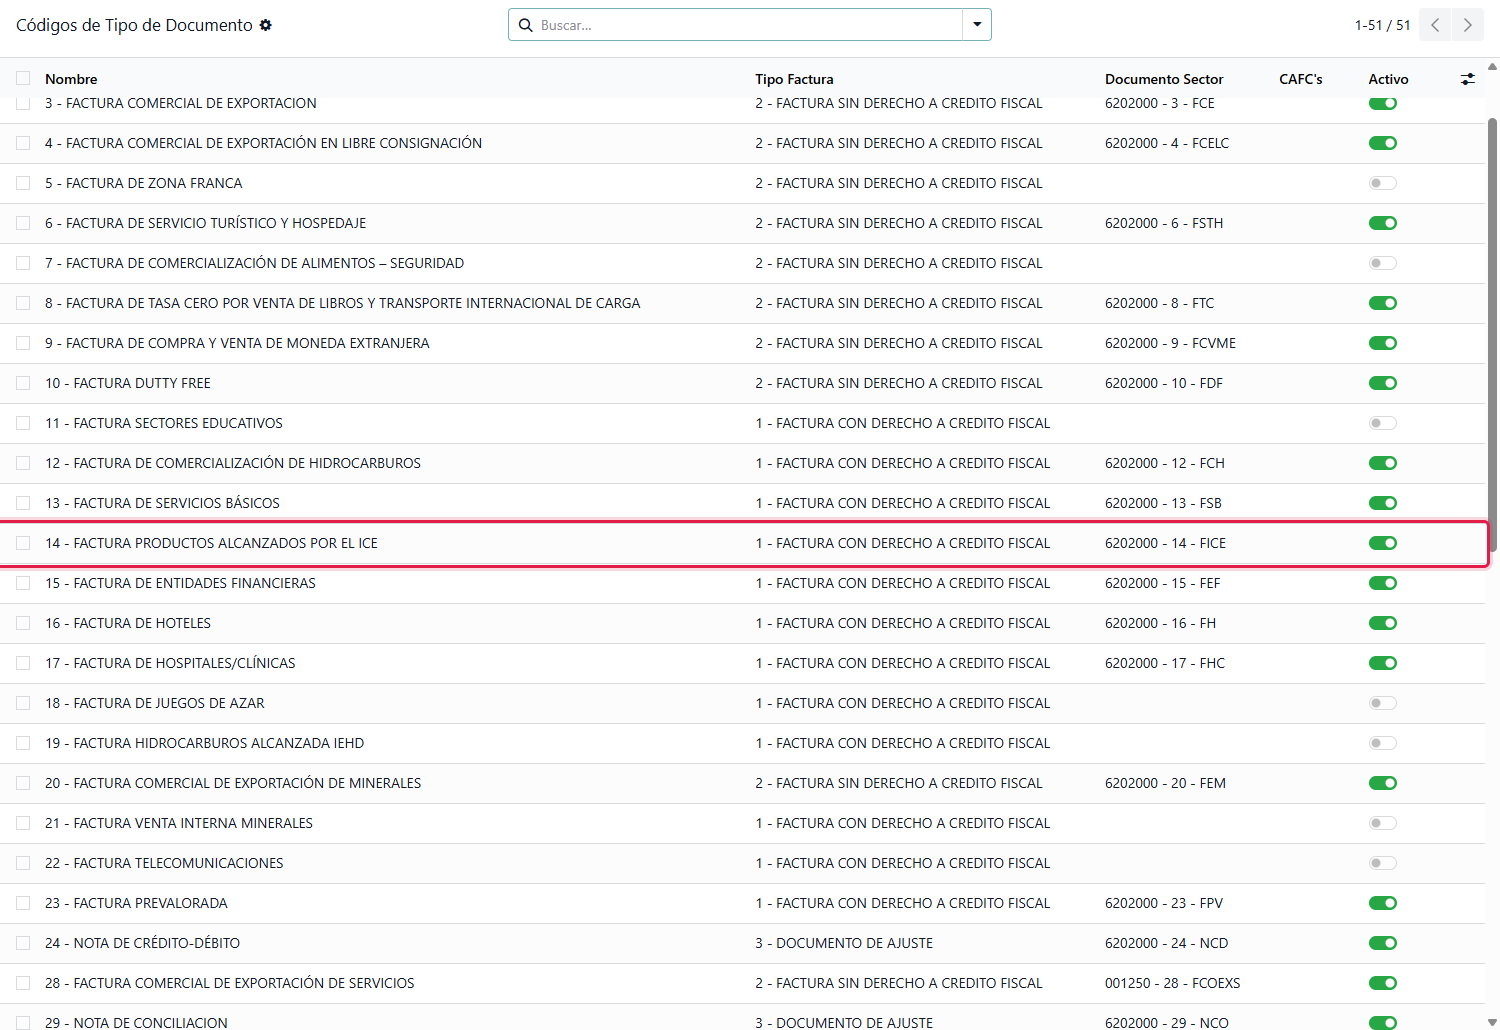 Códigos de Tipo de Documento
Buscar...
1-51 / 51
Nombre Tipo Factura Documento Sector CAFC's Activo
3 - FACTURA COMERCIAL DE EXPORTACION 2 - FACTURA SIN DERECHO A CREDITO FISCAL 6202000 - 3 - FCE
4 - FACTURA COMERCIAL DE EXPORTACIÓN EN LIBRE CONSIGNACIÓN 2 - FACTURA SIN DERECHO A CREDITO FISCAL 6202000 - 4 - FCELC
5 - FACTURA DE ZONA FRANCA 2 - FACTURA SIN DERECHO A CREDITO FISCAL
6 - FACTURA DE SERVICIO TURÍSTICO Y HOSPEDAJE 2 - FACTURA SIN DERECHO A CREDITO FISCAL 6202000 - 6 - FSTH
7 - FACTURA DE COMERCIALIZACIÓN DE ALIMENTOS – SEGURIDAD 2 - FACTURA SIN DERECHO A CREDITO FISCAL
8 - FACTURA DE TASA CERO POR VENTA DE LIBROS Y TRANSPORTE INTERNACIONAL DE CARGA 2 - FACTURA SIN DERECHO A CREDITO FISCAL 6202000 - 8 - FTC
9 - FACTURA DE COMPRA Y VENTA DE MONEDA EXTRANJERA 2 - FACTURA SIN DERECHO A CREDITO FISCAL 6202000 - 9 - FCVME
10 - FACTURA DUTTY FREE 2 - FACTURA SIN DERECHO A CREDITO FISCAL 6202000 - 10 - FDF
11 - FACTURA SECTORES EDUCATIVOS 1 - FACTURA CON DERECHO A CREDITO FISCAL
12 - FACTURA DE COMERCIALIZACIÓN DE HIDROCARBUROS 1 - FACTURA CON DERECHO A CREDITO FISCAL 6202000 - 12 - FCH
13 - FACTURA DE SERVICIOS BÁSICOS 1 - FACTURA CON DERECHO A CREDITO FISCAL 6202000 - 13 - FSB
14 - FACTURA PRODUCTOS ALCANZADOS POR EL ICE 1 - FACTURA CON DERECHO A CREDITO FISCAL 6202000 - 14 - FICE
15 - FACTURA DE ENTIDADES FINANCIERAS 1 - FACTURA CON DERECHO A CREDITO FISCAL 6202000 - 15 - FEF
16 - FACTURA DE HOTELES 1 - FACTURA CON DERECHO A CREDITO FISCAL 6202000 - 16 - FH
17 - FACTURA DE HOSPITALES/CLÍNICAS 1 - FACTURA CON DERECHO A CREDITO FISCAL 6202000 - 17 - FHC
18 - FACTURA DE JUEGOS DE AZAR 1 - FACTURA CON DERECHO A CREDITO FISCAL
19 - FACTURA HIDROCARBUROS ALCANZADA IEHD 1 - FACTURA CON DERECHO A CREDITO FISCAL
20 - FACTURA COMERCIAL DE EXPORTACIÓN DE MINERALES 2 - FACTURA SIN DERECHO A CREDITO FISCAL 6202000 - 20 - FEM
21 - FACTURA VENTA INTERNA MINERALES 1 - FACTURA CON DERECHO A CREDITO FISCAL
22 - FACTURA TELECOMUNICACIONES 1 - FACTURA CON DERECHO A CREDITO FISCAL
23 - FACTURA PREVALORADA 1 - FACTURA CON DERECHO A CREDITO FISCAL 6202000 - 23 - FPV
24 - NOTA DE CRÉDITO-DÉBITO 3 - DOCUMENTO DE AJUSTE 6202000 - 24 - NCD
28 - FACTURA COMERCIAL DE EXPORTACIÓN DE SERVICIOS 2 - FACTURA SIN DERECHO A CREDITO FISCAL 001250 - 28 - FCOEXS
29 - NOTA DE CONCILIACION 3 - DOCUMENTO DE AJUSTE 6202000 - 29 - NCO